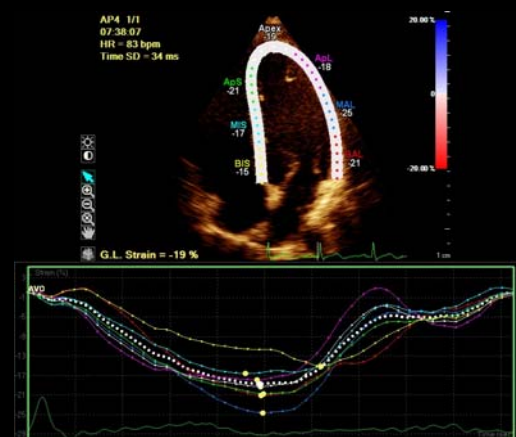 AP4 1/1
07:38:07
HR = 83 bpm
Time SD = 34 ms
20.00%
Apex
-19
ApL
-18
ApS
-21
MAL
-25
0.00%
MIS
-17
BIS
-15
-21
-20.00%
1 cm
G.L. Strain = -19 %
Strain (%)
AVC